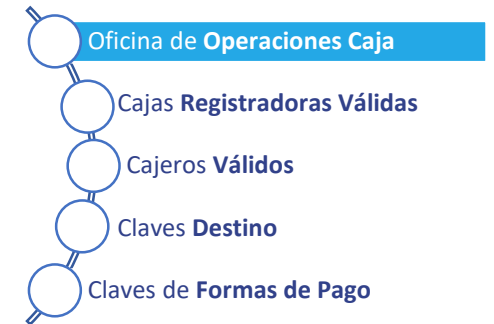 Oficina de Operaciones Caja
Cajas Registradoras Válidas
Cajeros Válidos
Claves Destino
Claves de Formas de Pago